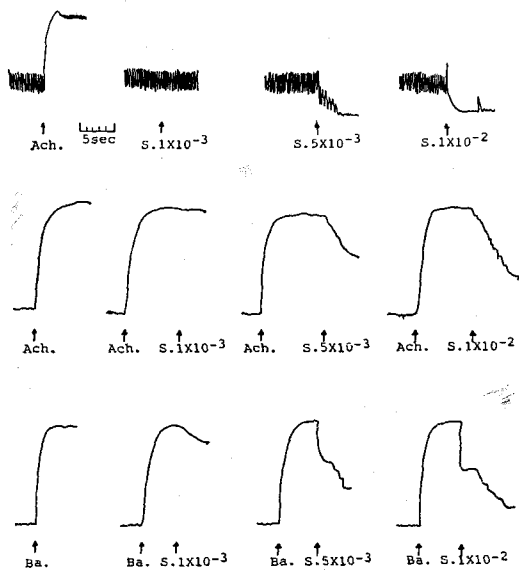 Ach. 5sec S.1X10-3 S.5X10-3 S.1X10-2
Ach. Ach. S.1X10-3 Ach. S.5X10-3 Ach. S.1X10-2
Ba. Ba. S.1X10-3 Ba. S.5X10-3 Ba. S.1X10-2